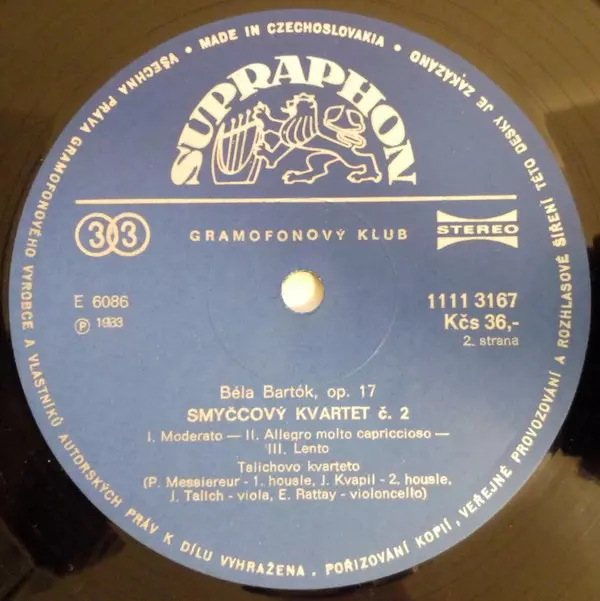 VŠECHNA PRÁVA GRAMOFONOVÉHO VÝROBCE A VLASTNÍKŮ AUTORSKÝCH PRÁV K DÍLU VYHRAŽENA. POŘIZOVÁNÍ KOPIÍ, VEŘEJNÉ PROVOZOVÁNÍ A ROZHLASOVÉ ŠÍŘENÍ TÉTO DESKY JE ZAKÁZÁNO
• MADE IN CZECHOSLOVAKIA •
SUPRAPHON
33
GRAMOFONOVÝ KLUB
STEREO
E 6086
Ⓟ 1983
1111 3167
Kčs 36,-
2. strana
Béla Bartók, op. 17
SMYČCOVÝ KVARTET č. 2
I. Moderato — II. Allegro molto capriccioso —
III. Lento
Talichovo kvarteto
(P. Messiereur - 1. housle, J. Kvapil - 2. housle,
J. Talich - viola, E. Rattay - violoncello)